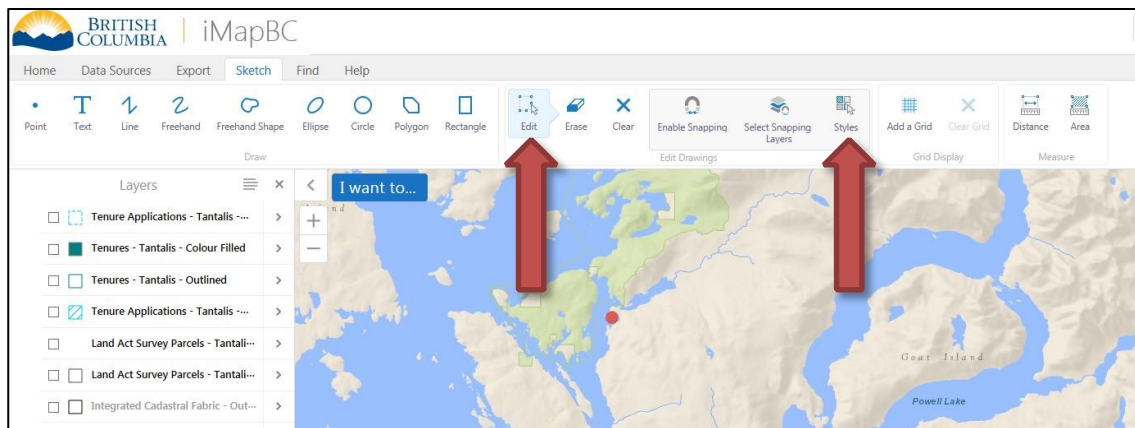 BRITISH
COLUMBIA
iMapBC
Home Data Sources Export Sketch Find Help
Point Text Line Freehand Freehand Shape Ellipse Circle Polygon Rectangle Edit Erase Clear Enable Snapping Select Snapping Layers Styles Add a Grid Clear Grid Distance Area
Draw Edit Drawings Grid Display Measure
Layers
I want to...
Tenure Applications - Tantalis -...
Tenures - Tantalis - Colour Filled
Tenures - Tantalis - Outlined
Tenure Applications - Tantalis -...
Land Act Survey Parcels - Tantali...
Land Act Survey Parcels - Tantali...
Integrated Cadastral Fabric - Out...
Goat Island
Powell Lake